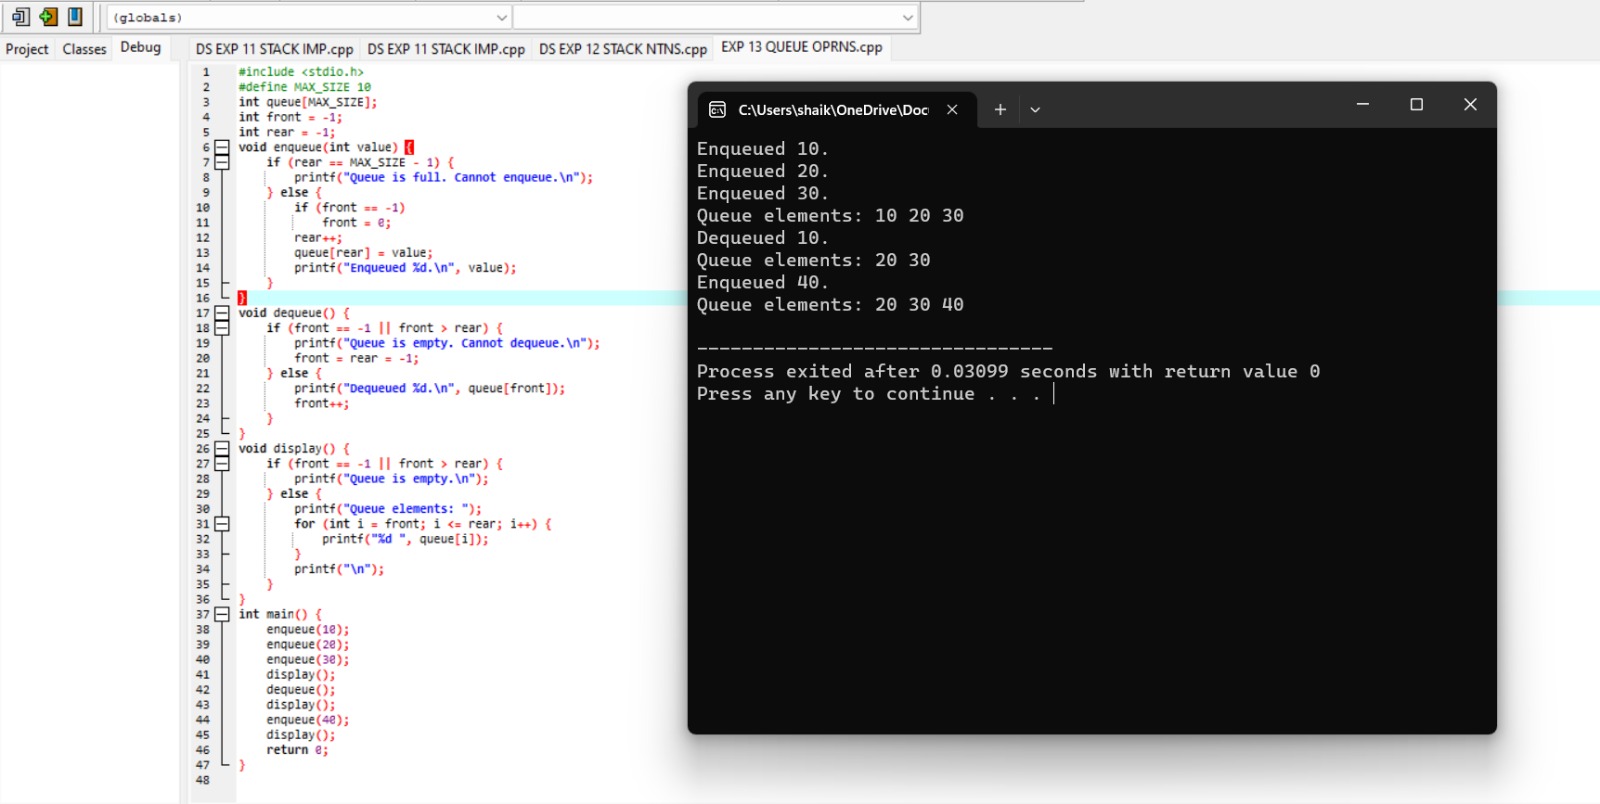 (globals)
Project Classes Debug
DS EXP 11 STACK IMP.cpp DS EXP 11 STACK IMP.cpp DS EXP 12 STACK NTNS.cpp EXP 13 QUEUE OPRNS.cpp
1 #include <stdio.h>
2 #define MAX_SIZE 10
3 int queue[MAX_SIZE];
4 int front = -1;
5 int rear = -1;
6 void enqueue(int value) {
7 if (rear == MAX_SIZE - 1) {
8 printf("Queue is full. Cannot enqueue.\n");
9 } else {
10 if (front == -1)
11 front = 0;
12 rear++;
13 queue[rear] = value;
14 printf("Enqueued %d.\n", value);
15 }
16 }
17 void dequeue() {
18 if (front == -1 || front > rear) {
19 printf("Queue is empty. Cannot dequeue.\n");
20 front = rear = -1;
21 } else {
22 printf("Dequeued %d.\n", queue[front]);
23 front++;
24 }
25 }
26 void display() {
27 if (front == -1 || front > rear) {
28 printf("Queue is empty.\n");
29 } else {
30 printf("Queue elements: ");
31 for (int i = front; i <= rear; i++) {
32 printf("%d ", queue[i]);
33 }
34 printf("\n");
35 }
36 }
37 int main() {
38 enqueue(10);
39 enqueue(20);
40 enqueue(30);
41 display();
42 dequeue();
43 display();
44 enqueue(40);
45 display();
46 return 0;
47 }
48
C:\Users\shaik\OneDrive\Doc
Enqueued 10.
Enqueued 20.
Enqueued 30.
Queue elements: 10 20 30
Dequeued 10.
Queue elements: 20 30
Enqueued 40.
Queue elements: 20 30 40
--------------------------------
Process exited after 0.03099 seconds with return value 0
Press any key to continue . . .